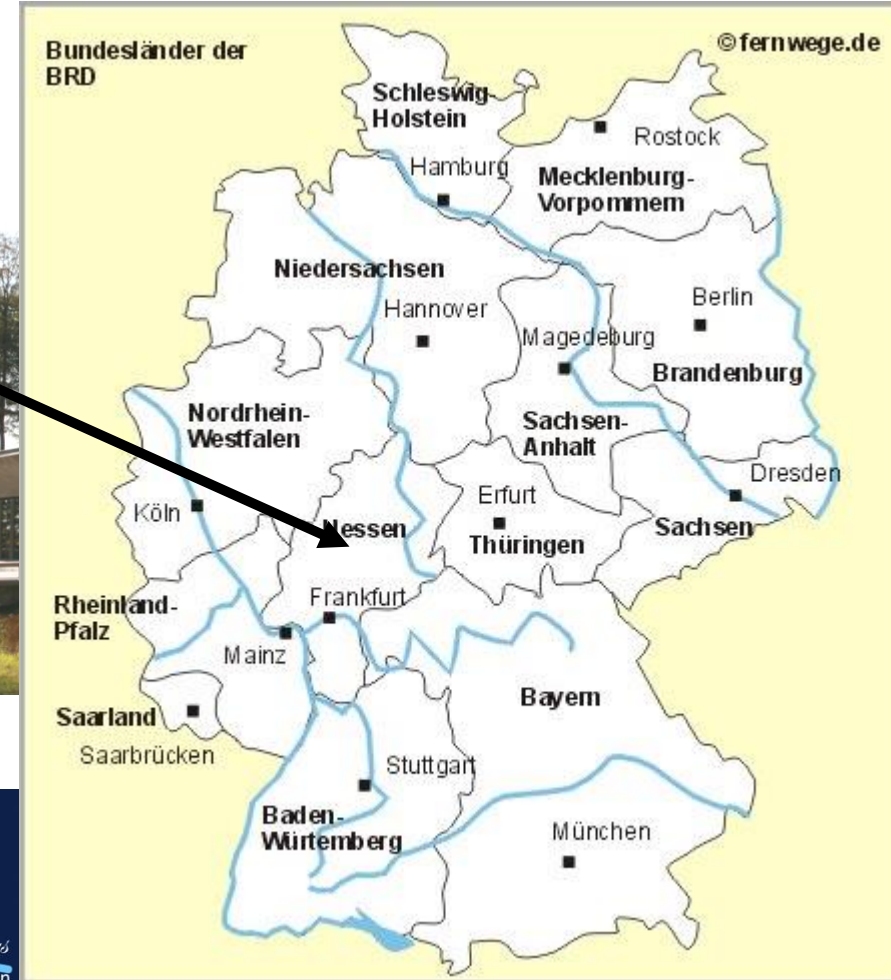 Bundesländer der
BRD
©fernwege.de
Schleswig-
Holstein
Rostock
Hamburg
Mecklenburg-
Vorpommern
Niedersachsen
Hannover
Berlin
Magedeburg
Brandenburg
Nordrhein-
Westfalen
Sachsen-
Anhalt
Dresden
Köln
Erfurt
Hessen
Sachsen
Thüringen
Rheinland-
Pfalz
Frankfurt
Mainz
Bayern
Saarland
Saarbrücken
Stuttgart
Baden-
Würtemberg
München